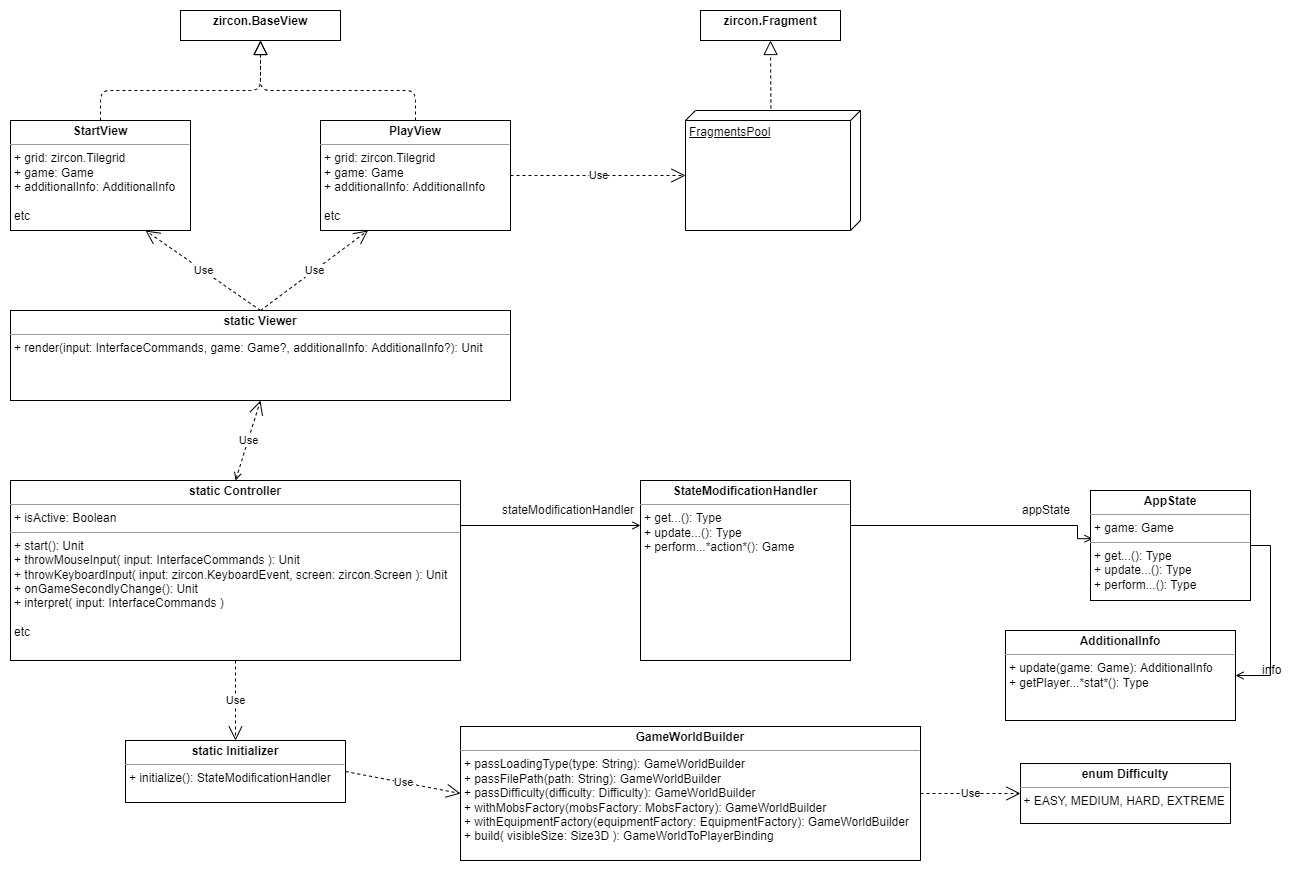 zircon.BaseView
zircon.Fragment
StartView
+ grid: zircon.Tilegrid
+ game: Game
+ additionalInfo: AdditionalInfo
etc
PlayView
+ grid: zircon.Tilegrid
+ game: Game
+ additionalInfo: AdditionalInfo
etc
Use
FragmentsPool
Use
Use
static Viewer
+ render(input: InterfaceCommands, game: Game?, additionalInfo: AdditionalInfo?): Unit
Use
static Controller
+ isActive: Boolean
+ start(): Unit
+ throwMouseInput( input: InterfaceCommands ): Unit
+ throwKeyboardInput( input: zircon.KeyboardEvent, screen: zircon.Screen ): Unit
+ onGameSecondlyChange(): Unit
+ interpret( input: InterfaceCommands )
etc
stateModificationHandler
StateModificationHandler
+ get...(): Type
+ update...(): Type
+ perform...*action*(): Game
appState
AppState
+ game: Game
+ get...(): Type
+ update...(): Type
+ perform...(): Type
AdditionalInfo
+ update(game: Game): AdditionalInfo
+ getPlayer...*stat*(): Type
info
Use
static Initializer
+ initialize(): StateModificationHandler
Use
GameWorldBuilder
+ passLoadingType(type: String): GameWorldBuilder
+ passFilePath(path: String): GameWorldBuilder
+ passDifficulty(difficulty: Difficulty): GameWorldBuilder
+ withMobsFactory(mobsFactory: MobsFactory): GameWorldBuilder
+ withEquipmentFactory(equipmentFactory: EquipmentFactory): GameWorldBuilder
+ build( visibleSize: Size3D ): GameWorldToPlayerBinding
Use
enum Difficulty
+ EASY, MEDIUM, HARD, EXTREME